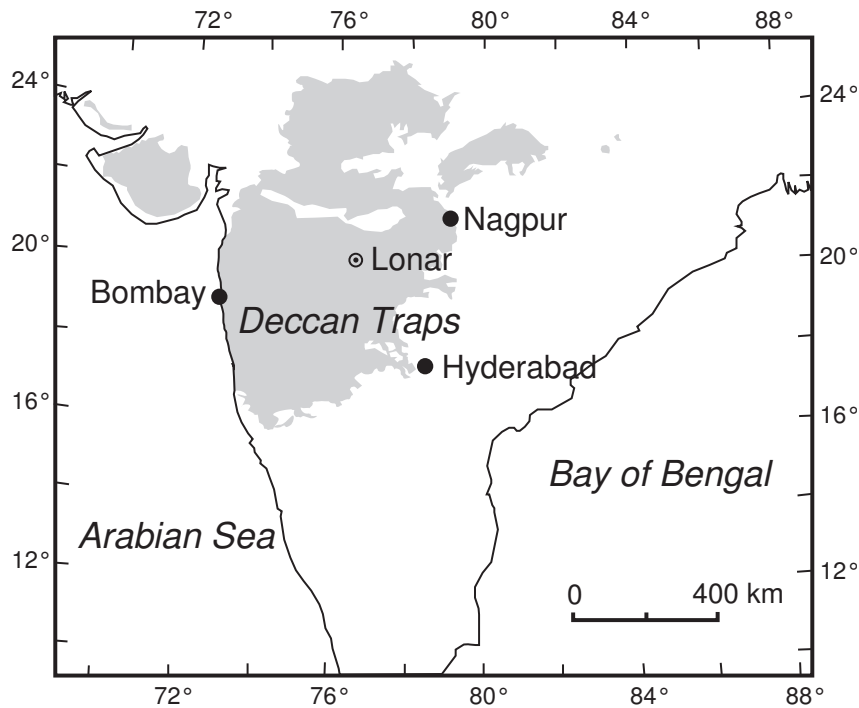 72° 76° 80° 84° 88°
24° 24°
Nagpur
20° Lonar 20°
Bombay
Deccan Traps
Hyderabad
16° 16°
Bay of Bengal
Arabian Sea
12° 12°
0 400 km
72° 76° 80° 84° 88°